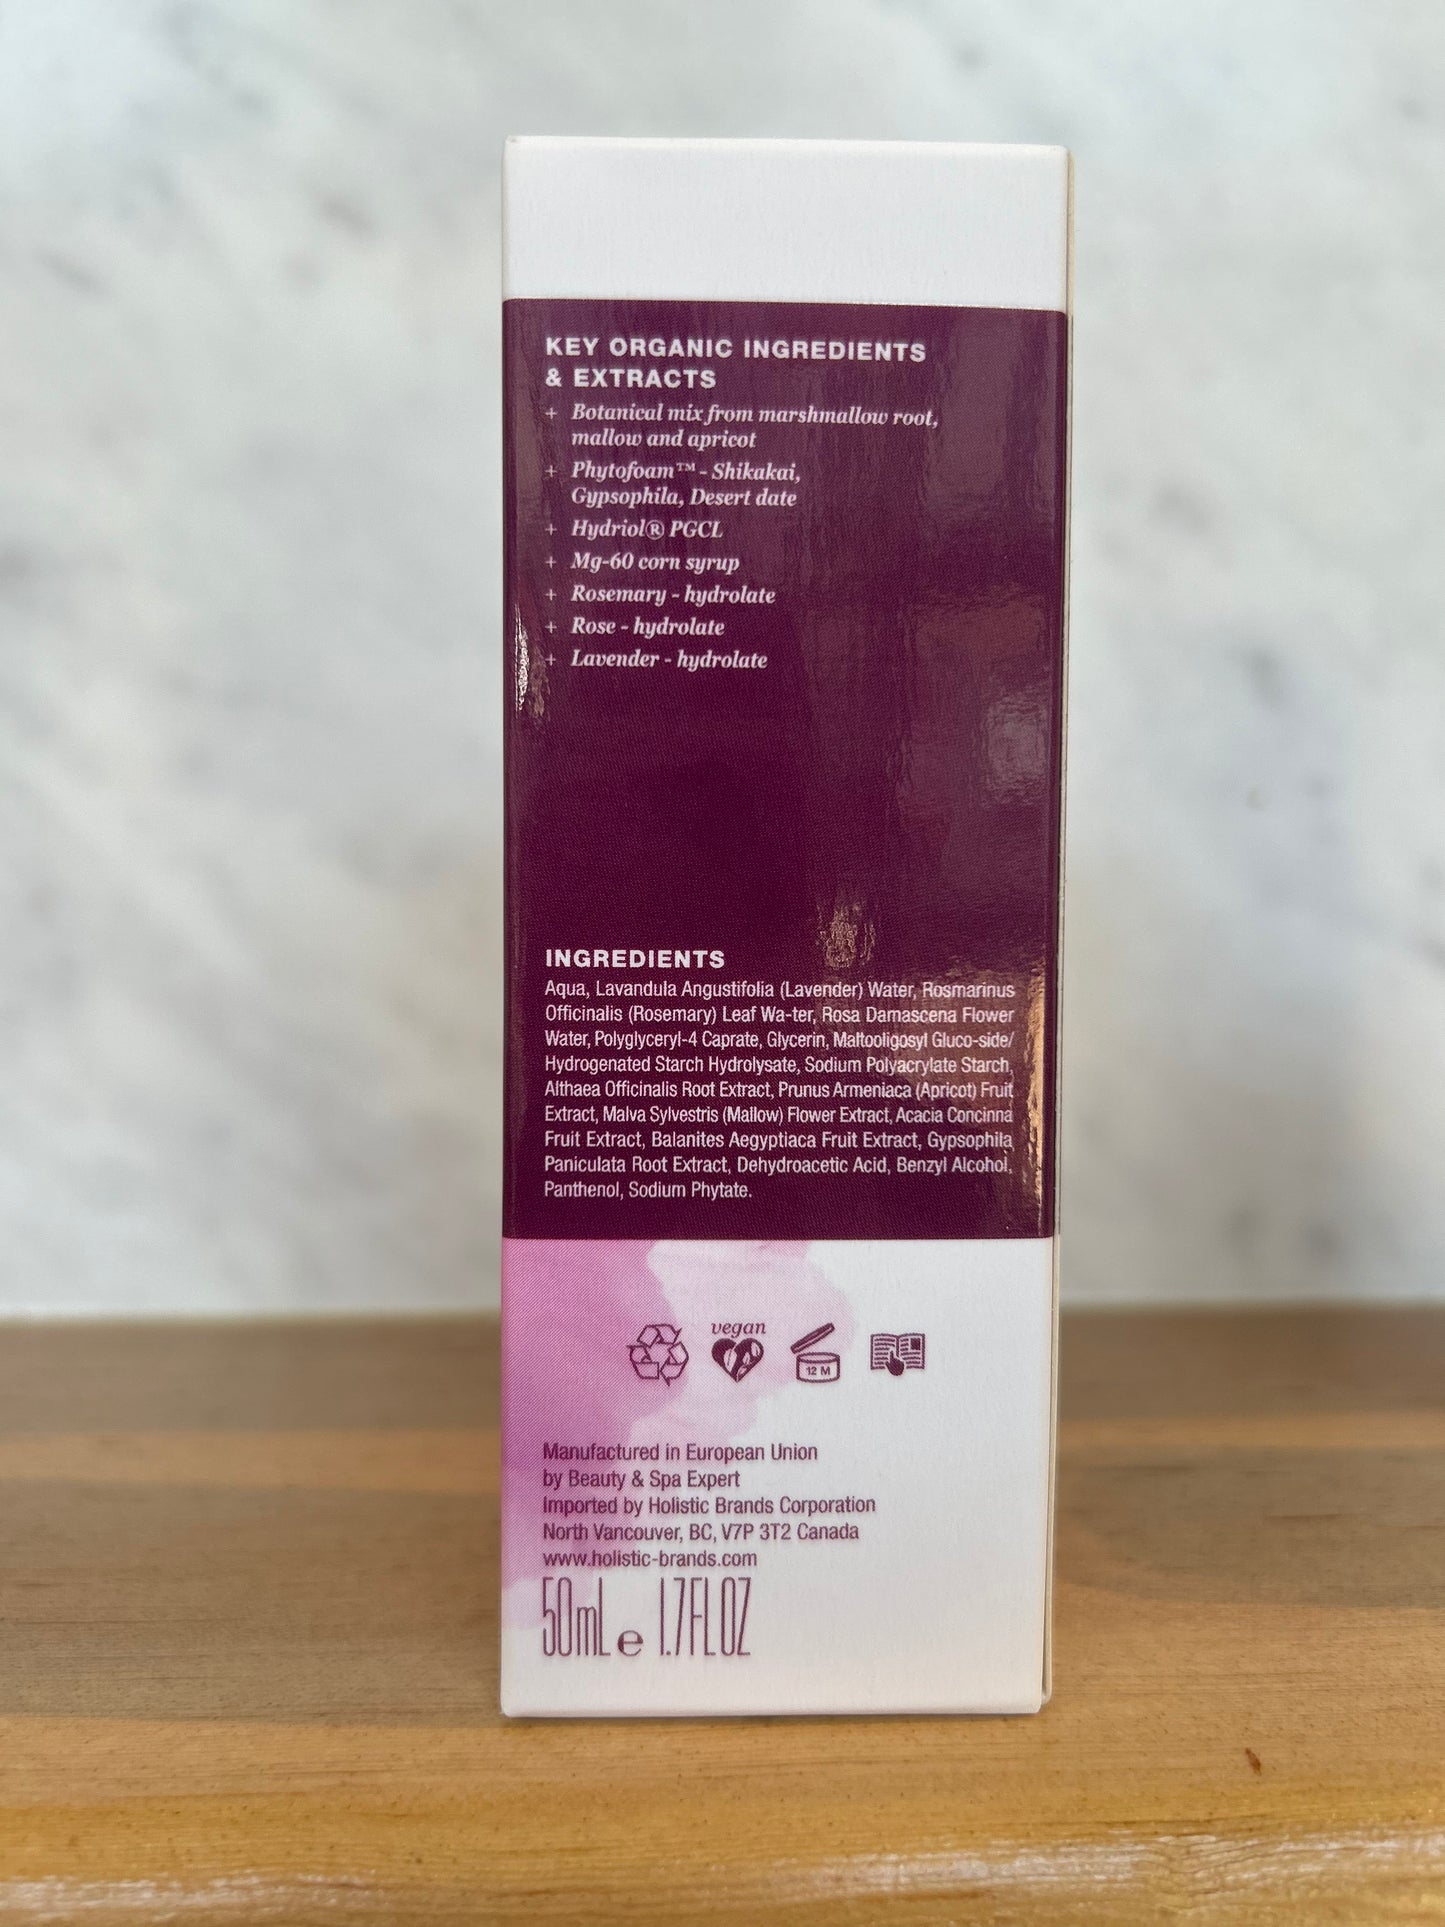 KEY ORGANIC INGREDIENTS
& EXTRACTS
+ Botanical mix from marshmallow root,
mallow and apricot
+ Phytofoam™ - Shikakai,
Gypsophila, Desert date
+ Hydriol® PGCL
+ Mg-60 corn syrup
+ Rosemary - hydrolate
+ Rose - hydrolate
+ Lavender - hydrolate
INGREDIENTS
Aqua, Lavandula Angustifolia (Lavender) Water, Rosmarinus
Officinalis (Rosemary) Leaf Wa-ter, Rosa Damascena Flower
Water, Polyglyceryl-4 Caprate, Glycerin, Maltooligosyl Gluco-side/
Hydrogenated Starch Hydrolysate, Sodium Polyacrylate Starch,
Althaea Officinalis Root Extract, Prunus Armeniaca (Apricot) Fruit
Extract, Malva Sylvestris (Mallow) Flower Extract, Acacia Concinna
Fruit Extract, Balanites Aegyptiaca Fruit Extract, Gypsophila
Paniculata Root Extract, Dehydroacetic Acid, Benzyl Alcohol,
Panthenol, Sodium Phytate.
vegan
12 M
Manufactured in European Union
by Beauty & Spa Expert
Imported by Holistic Brands Corporation
North Vancouver, BC, V7P 3T2 Canada
www.holistic-brands.com
50mL e 1.7FLOZ